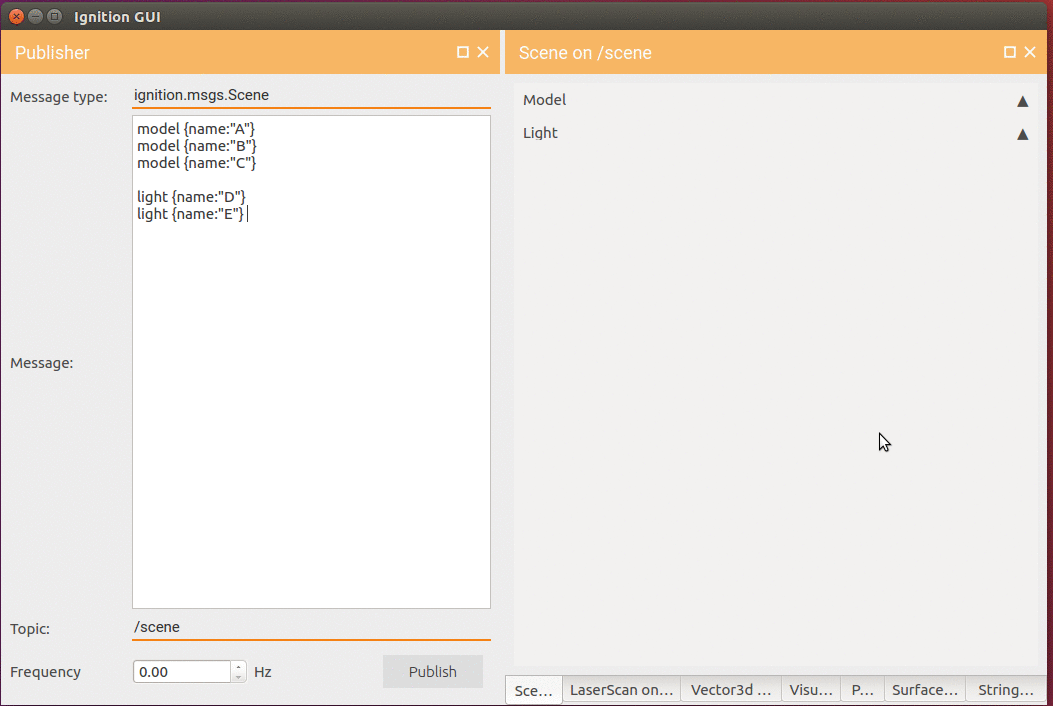 Ignition GUI
Publisher
Message type:
ignition.msgs.Scene
model {name:"A"}
model {name:"B"}
model {name:"C"}
light {name:"D"}
light {name:"E"}
Message:
Topic:
/scene
Frequency
0.00
Hz
Publish
Scene on /scene
Model
Light
Sce...
LaserScan on...
Vector3d ...
Visu...
P...
Surface...
String...